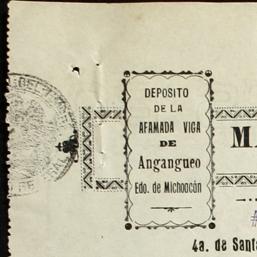 DEPOSITO
DE LA
AFAMADA VIGA
DE
Angangueo
Edo. de Michoacán
MA
4a. de Santa